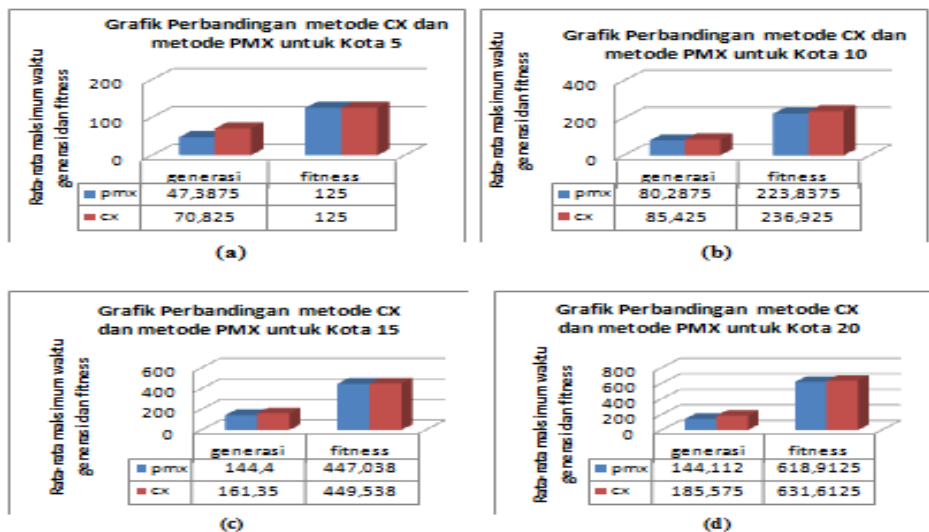 Grafik Perbandingan metode CX dan
metode PMX untuk Kota 5
Rata-rata maksimum waktu
generasi dan fitness
200
100
0
generasi fitness
pmx 47,3875 125
cx 70,825 125
(a)
Grafik Perbandingan metode CX dan
metode PMX untuk Kota 10
Rata-rata maksimum waktu
generasi dan fitness
400
200
0
generasi fitness
pmx 80,2875 223,8375
cx 85,425 236,925
(b)
Grafik Perbandingan metode CX
dan metode PMX untuk Kota 15
Rata-rata maksimum waktu
generasi dan fitness
600
400
200
0
generasi fitness
pmx 144,4 447,038
cx 161,35 449,538
(c)
Grafik Perbandingan metode CX
dan metode PMX untuk Kota 20
Rata-rata maksimum waktu
generasi dan fitness
800
600
400
200
0
generasi fitness
pmx 144,112 618,9125
cx 185,575 631,6125
(d)